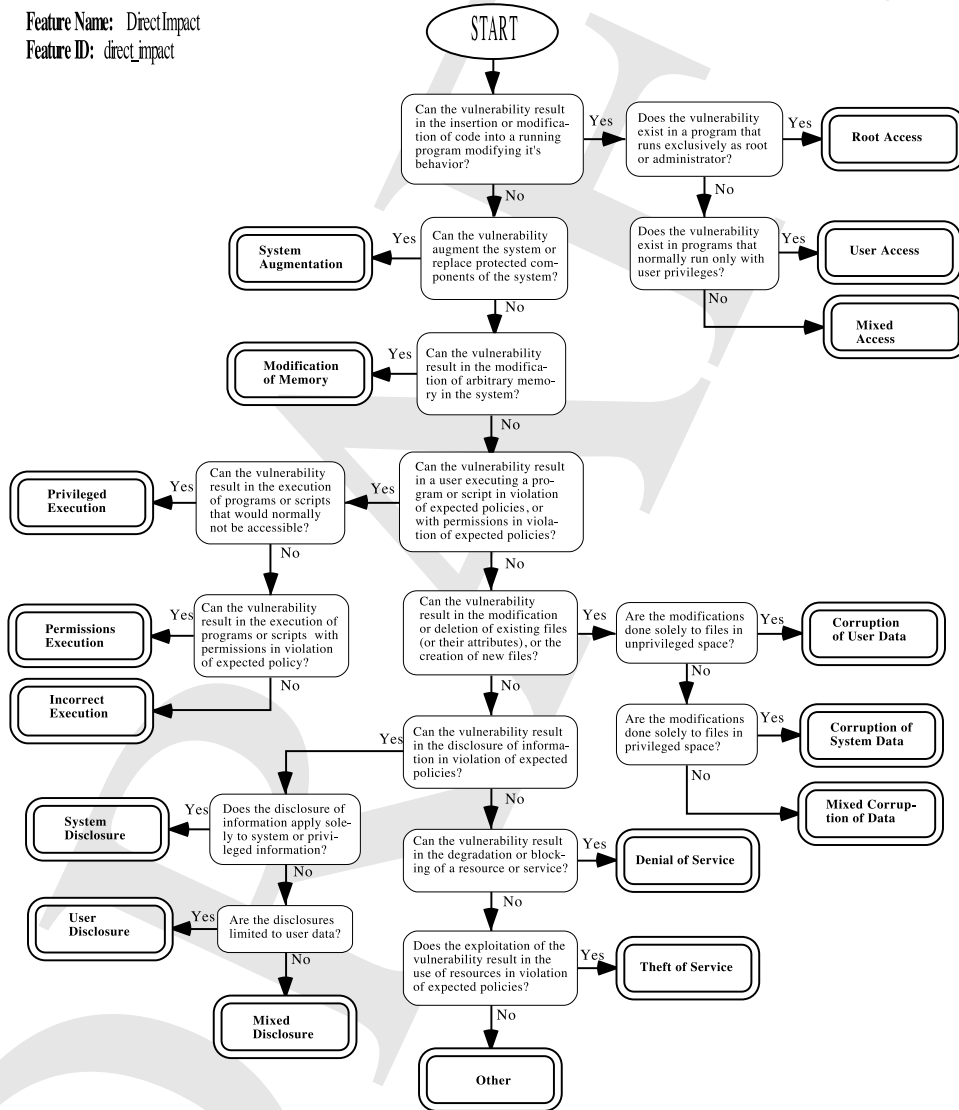 Feature Name: Direct Impact
Feature ID: direct_impact
START
Can the vulnerability result
in the insertion or modifica-
tion of code into a running
program modifying it's
behavior?
Yes
Does the vulnerability
exist in a program that
runs exclusively as root
or administrator?
Yes
Root Access
No
No
System
Augmentation
Yes
Can the vulnerability
augment the system or
replace protected com-
ponents of the system?
Does the vulnerability
exist in programs that
normally run only with
user privileges?
Yes
User Access
No
No
Mixed
Access
Modification
of Memory
Yes
Can the vulnerability
result in the modifica-
tion of arbitrary memo-
ry in the system?
No
Privileged
Execution
Yes
Can the vulnerability
result in the execution
of programs or scripts
that would normally
not be accessible?
Yes
Can the vulnerability result
in a user executing a pro-
gram or script in violation
of expected policies, or
with permissions in viola-
tion of expected policies?
No
No
Permissions
Execution
Yes
Can the vulnerability
result in the execution of
programs or scripts with
permissions in violation
of expected policy?
Can the vulnerability
result in the modification
or deletion of existing files
(or their attributes), or the
creation of new files?
Yes
Are the modifications
done solely to files in
unprivileged space?
Yes
Corruption
of User Data
No
No
No
Incorrect
Execution
Yes
Can the vulnerability result
in the disclosure of informa-
tion in violation of expected
policies?
Are the modifications
done solely to files in
privileged space?
Yes
Corruption of
System Data
No
No
Mixed Corrup-
tion of Data
System
Disclosure
Yes
Does the disclosure of
information apply sole-
ly to system or privi-
leged information?
Can the vulnerability result
in the degradation or block-
ing of a resource or service?
Yes
Denial of Service
No
No
User
Disclosure
Yes
Are the disclosures
limited to user data?
Does the exploitation of the
vulnerability result in the
use of resources in violation
of expected policies?
Yes
Theft of Service
No
No
Mixed
Disclosure
Other